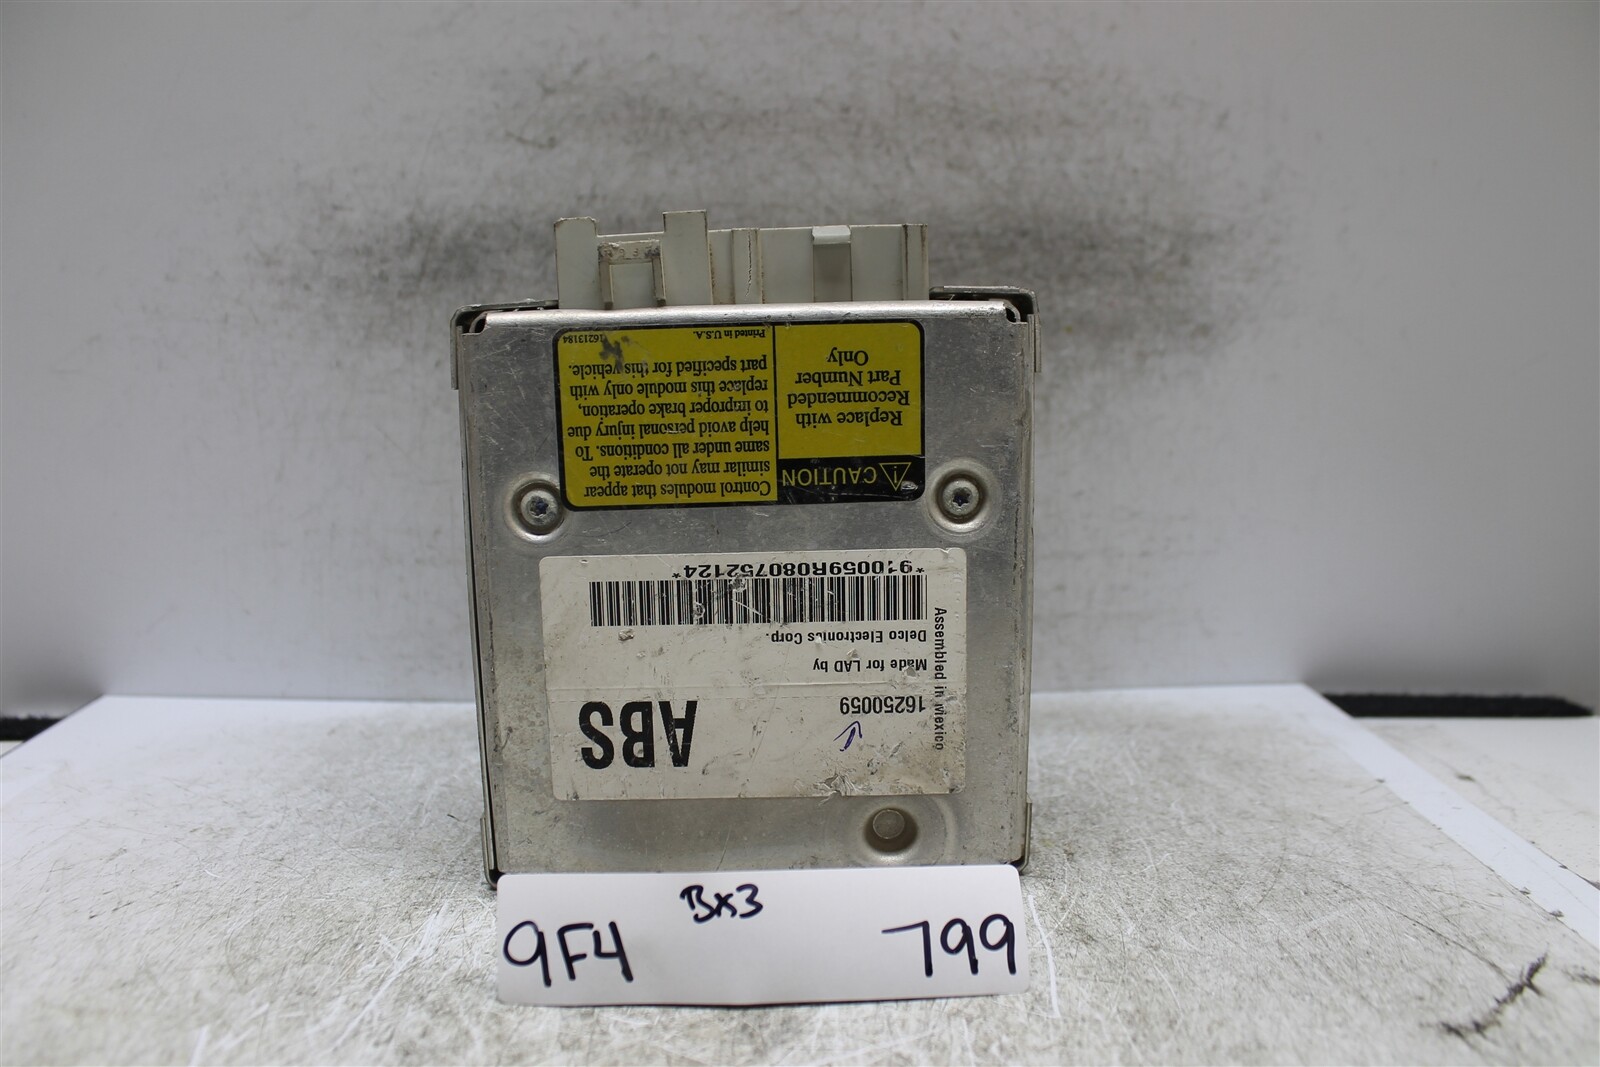 ⚠ CAUTION
Replace with
Recommended
Part Number
Only
Control modules that appear
similar may not operate the
same under all conditions. To
help avoid personal injury due
to improper brake operation,
replace this module only with
part specified for this vehicle.
Printed in U.S.A.
16213184
ABS
16250059
Made for LAD by
Delco Electronics Corp.
*910059R080752124*
Assembled in Mexico
Bx3
9F4
799